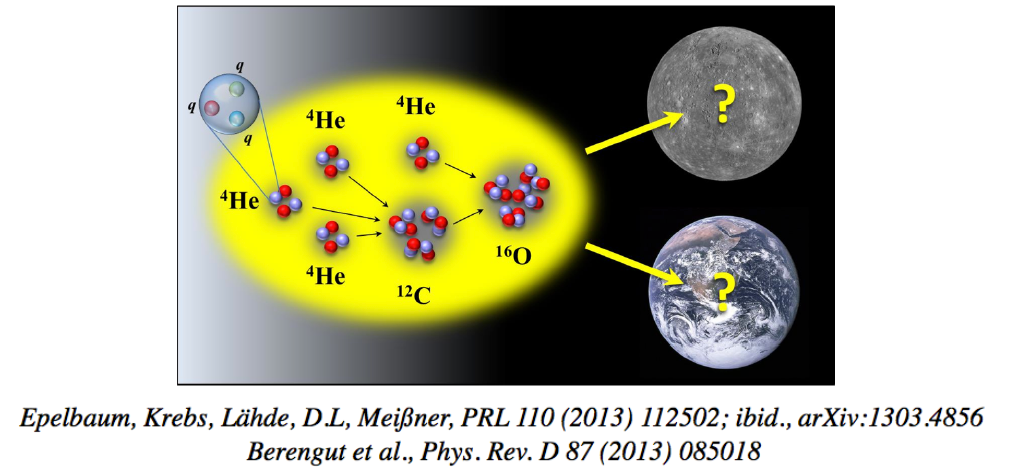 q
q
q
⁴He
⁴He
⁴He
⁴He
¹²C
¹⁶O
?
?
Epelbaum, Krebs, Lähde, D.L, Meißner, PRL 110 (2013) 112502; ibid., arXiv:1303.4856
Berengut et al., Phys. Rev. D 87 (2013) 085018